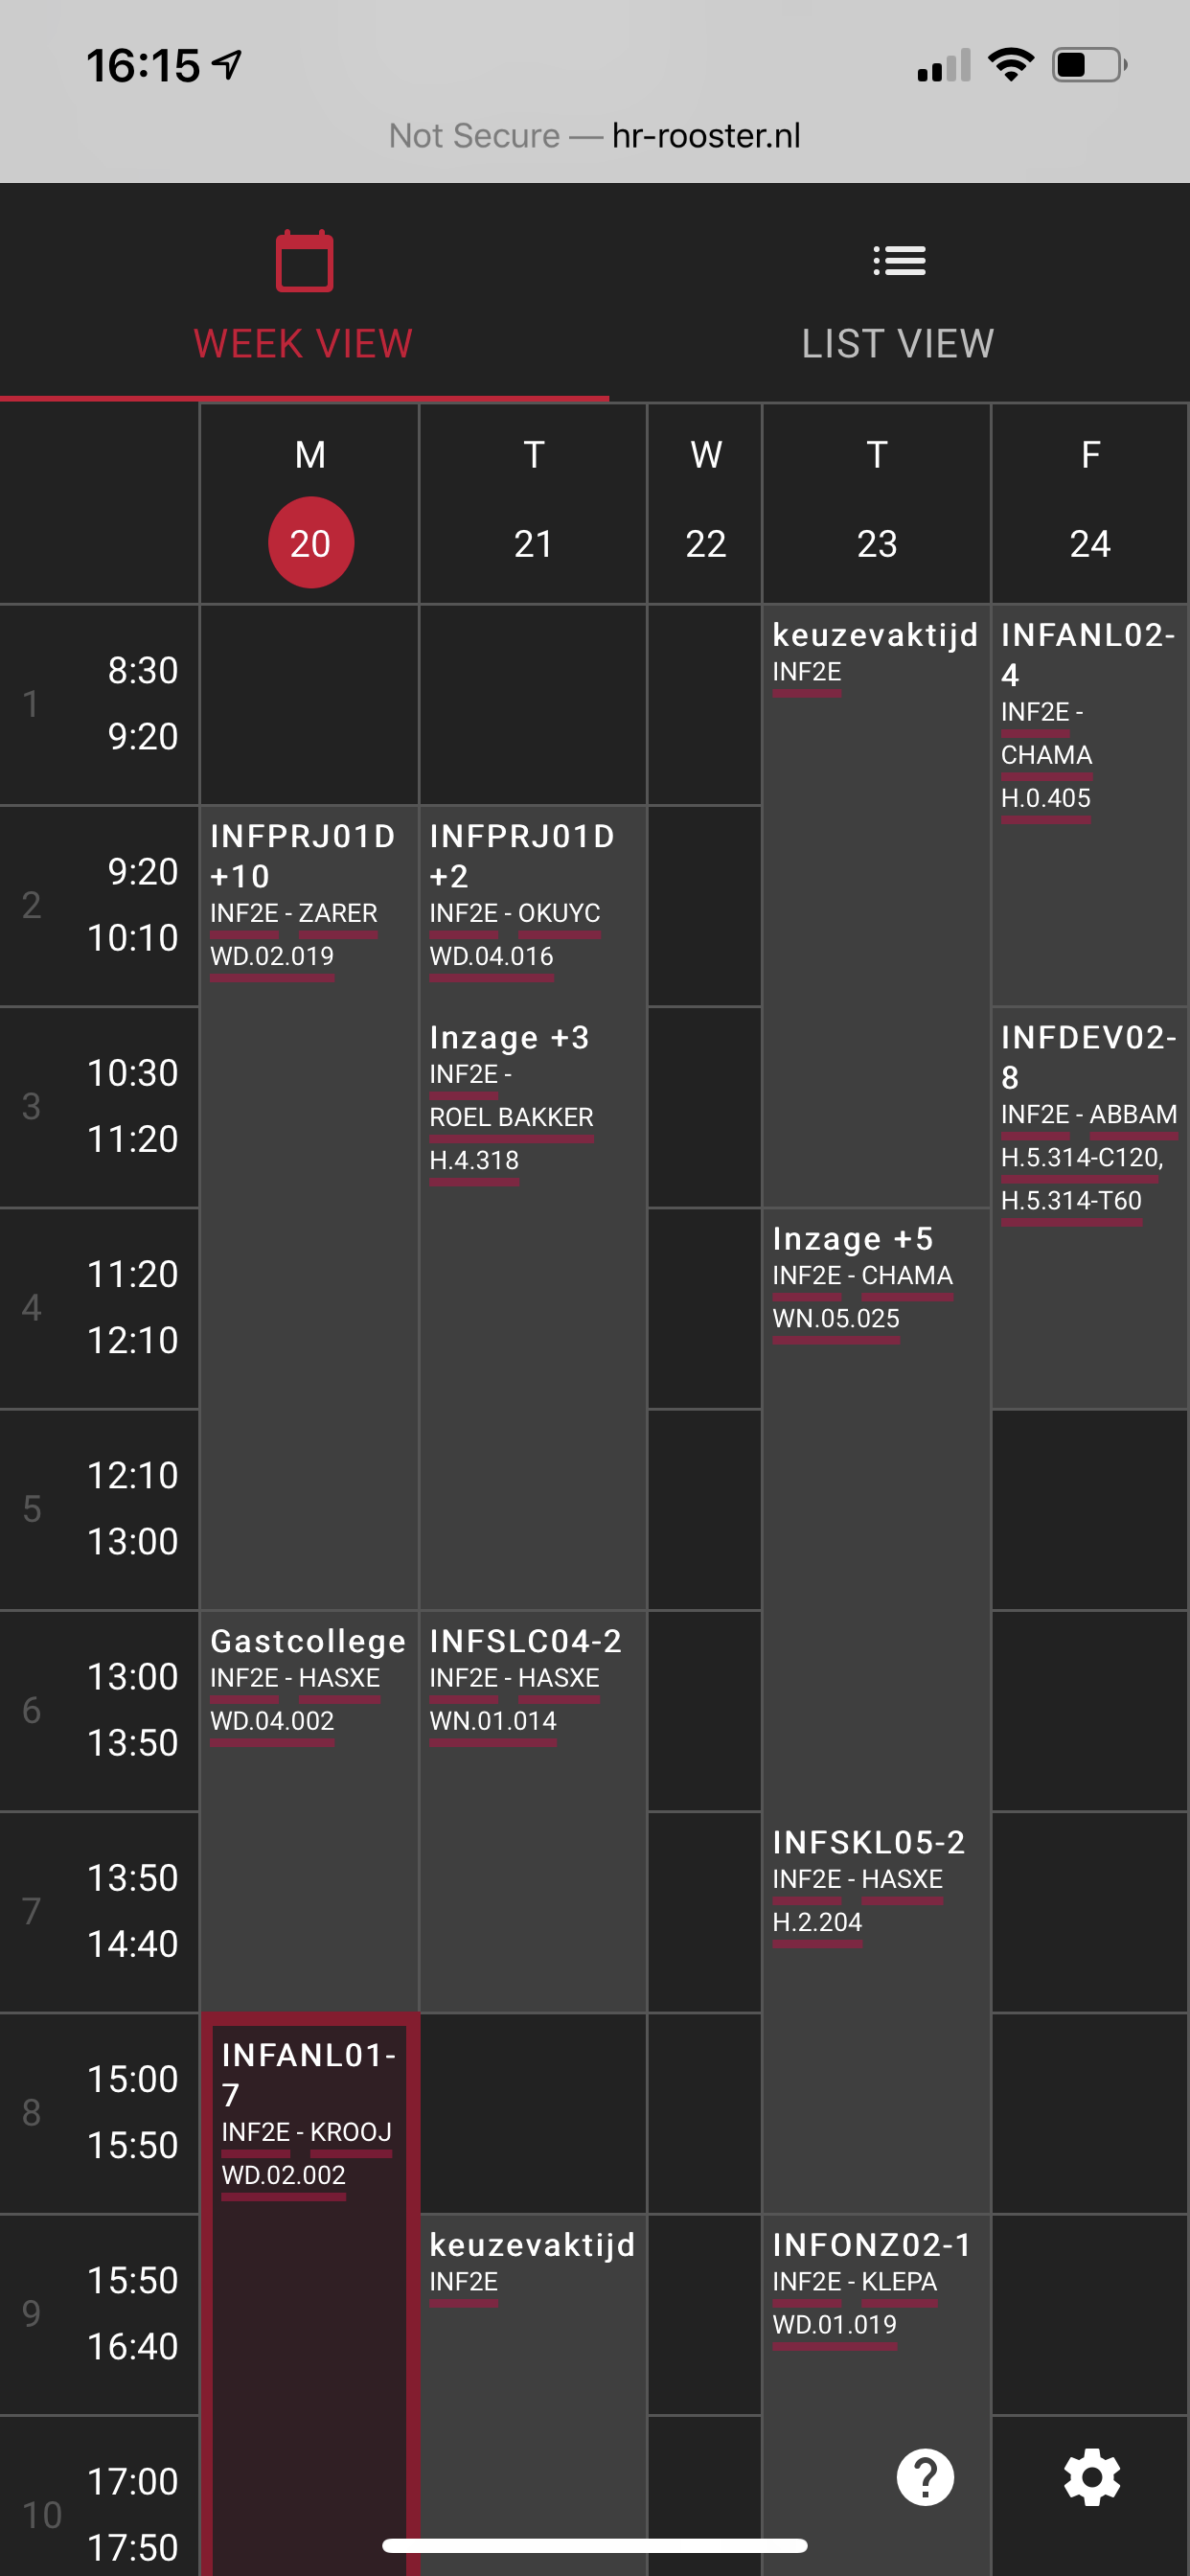 16:15
Not Secure — hr-rooster.nl
WEEK VIEW
LIST VIEW
M
T
W
T
F
20
21
22
23
24
1
8:30
9:20
keuzevaktijd
INF2E
INFANL02-
4
INF2E -
CHAMA
H.0.405
2
9:20
10:10
INFPRJ01D
+10
INF2E - ZARER
WD.02.019
INFPRJ01D
+2
INF2E - OKUYC
WD.04.016
3
10:30
11:20
Inzage +3
INF2E -
ROEL BAKKER
H.4.318
INFDEV02-
8
INF2E - ABBAM
H.5.314-C120,
H.5.314-T60
4
11:20
12:10
Inzage +5
INF2E - CHAMA
WN.05.025
5
12:10
13:00
6
13:00
13:50
Gastcollege
INF2E - HASXE
WD.04.002
INFSLC04-2
INF2E - HASXE
WN.01.014
7
13:50
14:40
INFSKL05-2
INF2E - HASXE
H.2.204
8
15:00
15:50
INFANL01-
7
INF2E - KROOJ
WD.02.002
9
15:50
16:40
keuzevaktijd
INF2E
INFONZ02-1
INF2E - KLEPA
WD.01.019
10
17:00
17:50
?